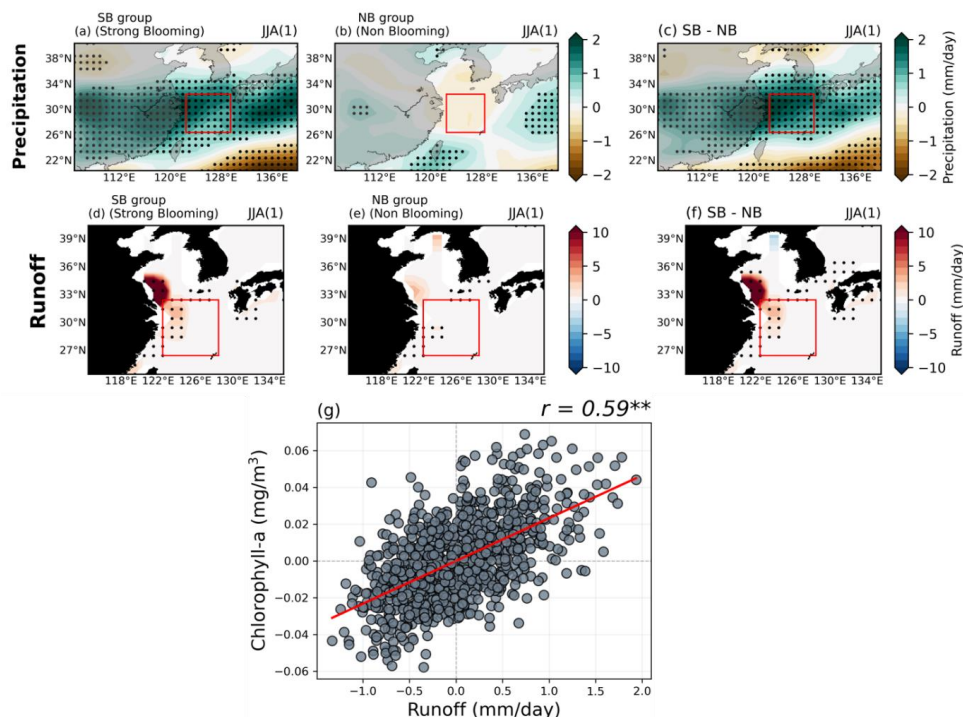 SB group
(a) (Strong Blooming) JJA(1)
NB group
(b) (Non Blooming) JJA(1)
(c) SB - NB
Precipitation
38°N
34°N
30°N
26°N
22°N
112°E 120°E 128°E 136°E
38°N
34°N
30°N
26°N
22°N
112°E 120°E 128°E 136°E
2
1
0
−1
−2
38°N
34°N
30°N
26°N
22°N
112°E 120°E 128°E 136°E
2
1
0
−1
−2
Precipitation (mm/day)
SB group
(d) (Strong Blooming) JJA(1)
NB group
(e) (Non Blooming) JJA(1)
(f) SB - NB JJA(1)
Runoff
39°N
36°N
33°N
30°N
27°N
118°E 122°E 126°E 130°E 134°E
39°N
36°N
33°N
30°N
27°N
118°E 122°E 126°E 130°E 134°E
10
5
0
−5
−10
39°N
36°N
33°N
30°N
27°N
118°E 122°E 126°E 130°E 134°E
10
5
0
−5
−10
Runoff (mm/day)
(g) r = 0.59**
Chlorophyll-a (mg/m³)
0.06
0.04
0.02
0.00
−0.02
−0.04
−0.06
−1.0 −0.5 0.0 0.5 1.0 1.5 2.0
Runoff (mm/day)